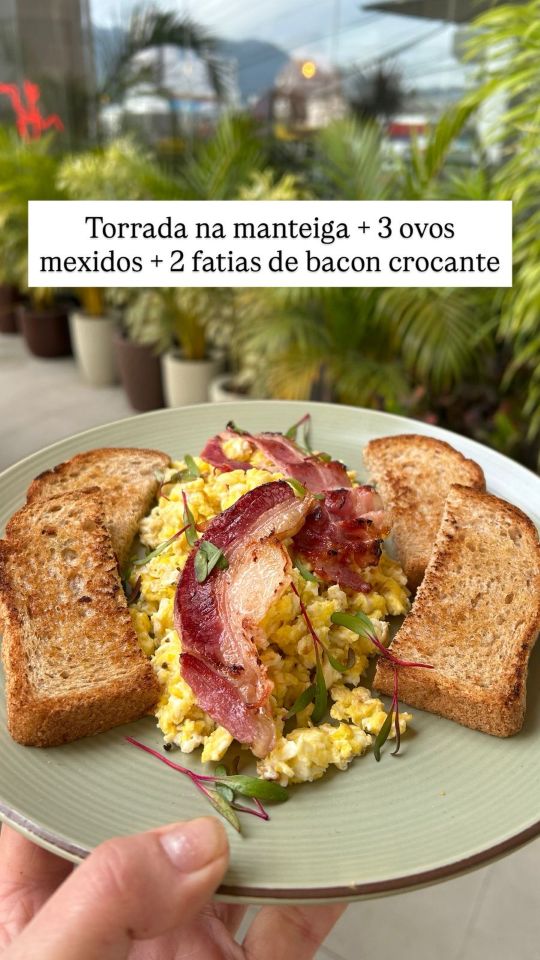 Torrada na manteiga + 3 ovos
mexidos + 2 fatias de bacon crocante